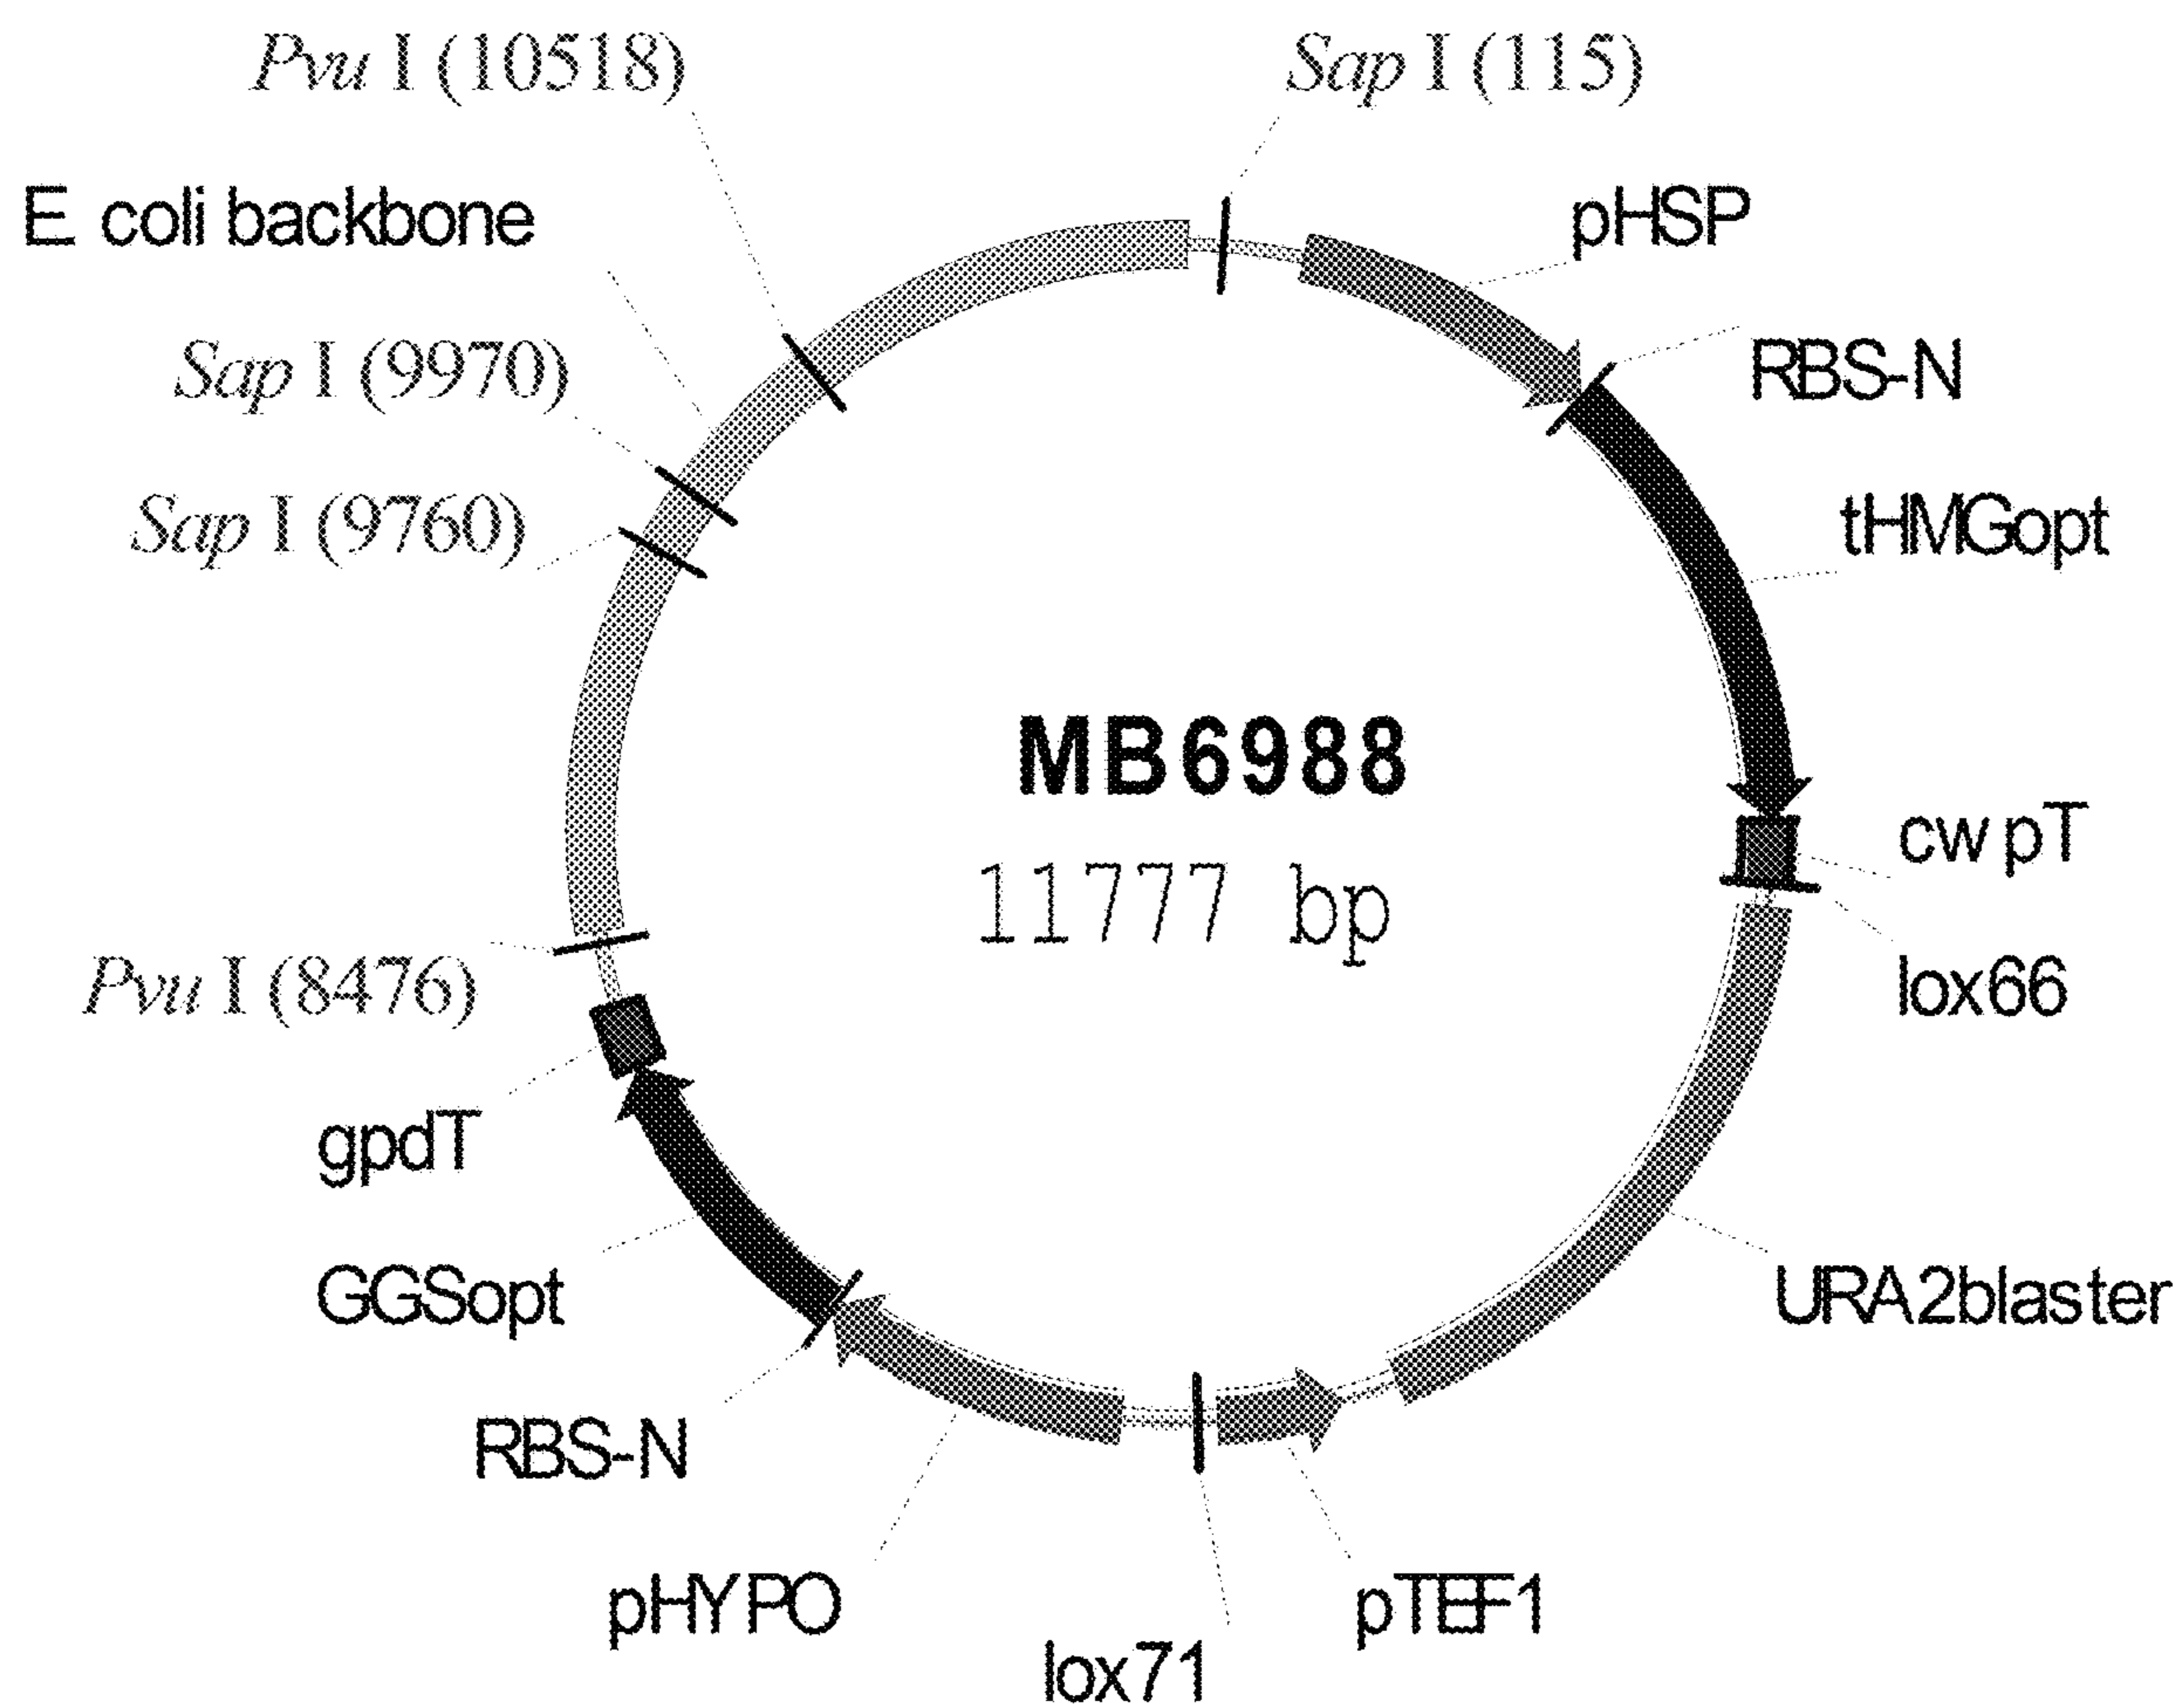 Pvu I (10518)
Sap I (115)
E coli backbone
pHSP
Sap I (9970)
RBS-N
Sap I (9760)
tHMGopt
MB6988
11777 bp
cwpT
Pvu I (8476)
lox66
gpdT
GGSopt
URA2blaster
RBS-N
pHYPO
pTEF1
lox71